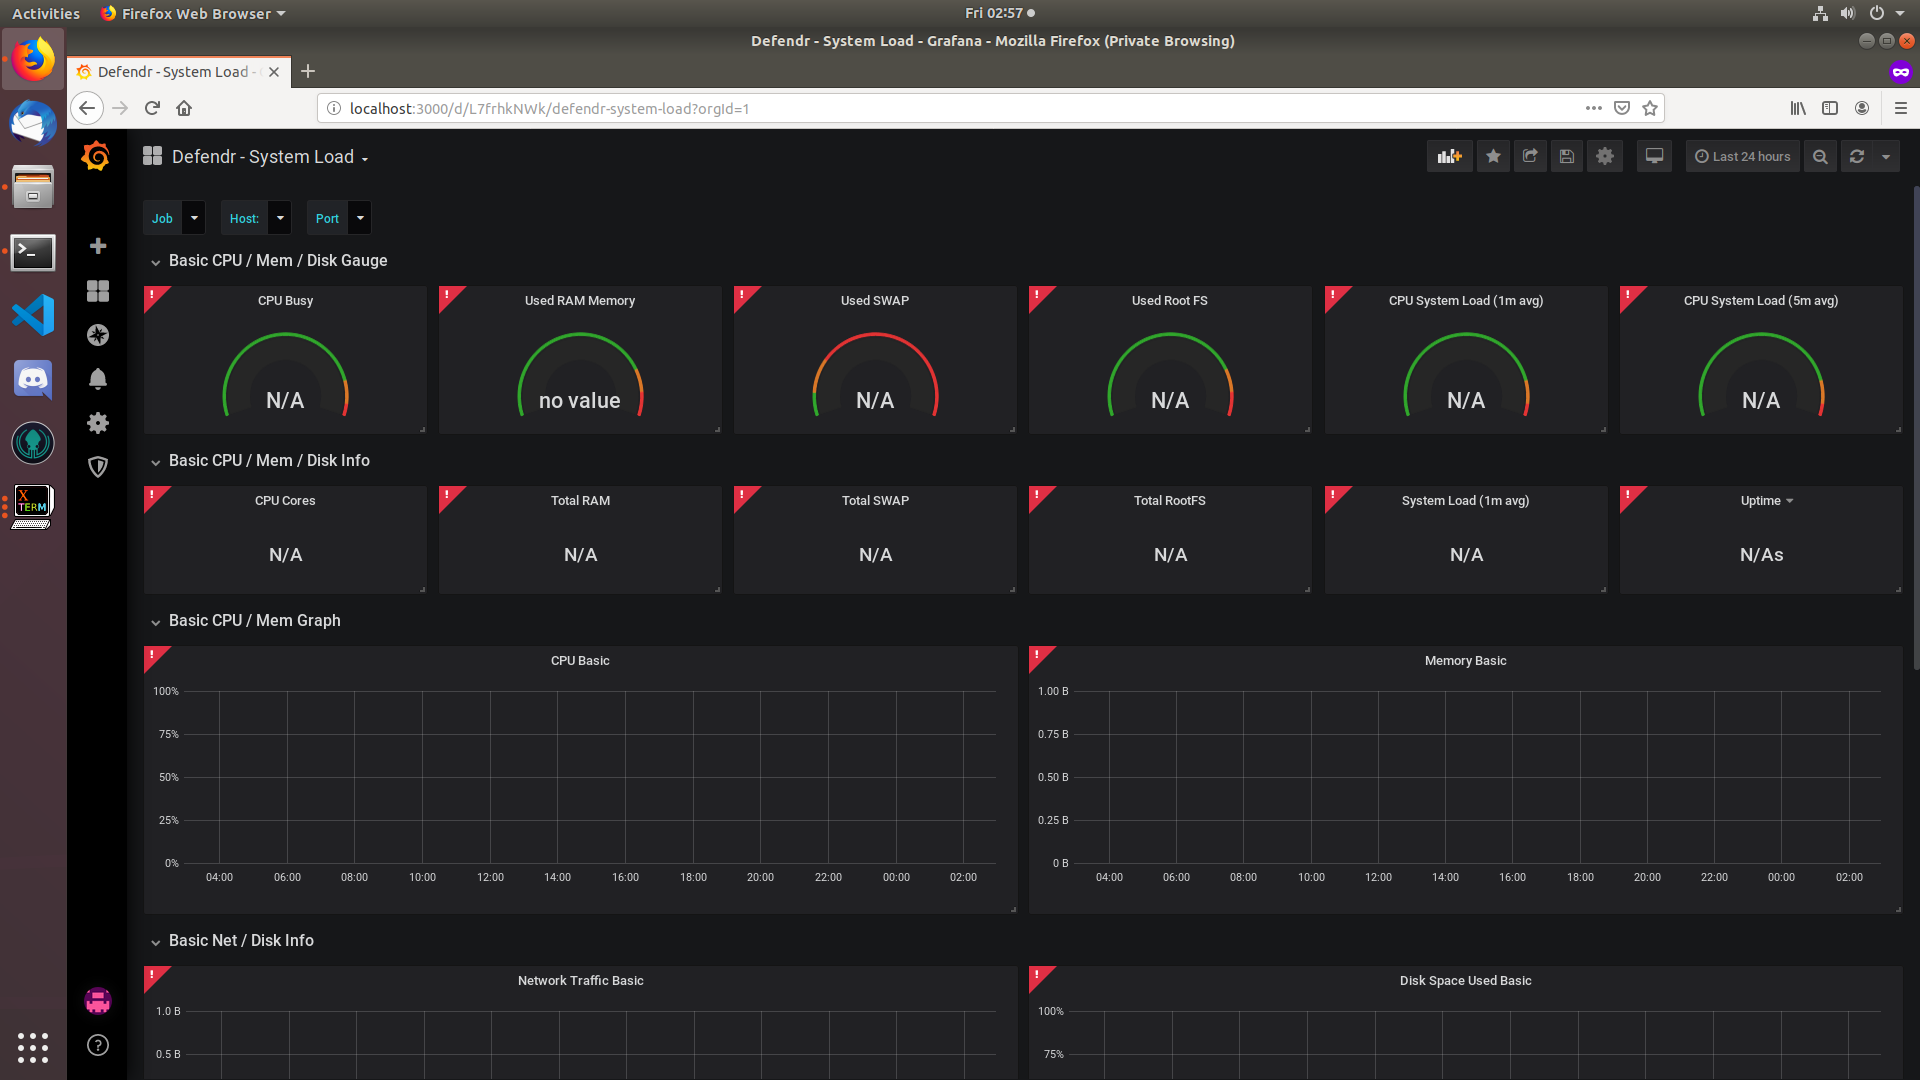 Activities
Firefox Web Browser
Fri 02:57
Defendr - System Load - Grafana - Mozilla Firefox (Private Browsing)
Defendr - System Load -
localhost:3000/d/L7frhkNWk/defendr-system-load?orgId=1
Defendr - System Load
Last 24 hours
Job
Host:
Port
Basic CPU / Mem / Disk Gauge
CPU Busy
N/A
Used RAM Memory
no value
Used SWAP
N/A
Used Root FS
N/A
CPU System Load (1m avg)
N/A
CPU System Load (5m avg)
N/A
Basic CPU / Mem / Disk Info
CPU Cores
N/A
Total RAM
N/A
Total SWAP
N/A
Total RootFS
N/A
System Load (1m avg)
N/A
Uptime
N/As
X
TERM
Basic CPU / Mem Graph
CPU Basic
100%
75%
50%
25%
0%
04:00 06:00 08:00 10:00 12:00 14:00 16:00 18:00 20:00 22:00 00:00 02:00
Memory Basic
1.00 B
0.75 B
0.50 B
0.25 B
0 B
04:00 06:00 08:00 10:00 12:00 14:00 16:00 18:00 20:00 22:00 00:00 02:00
Basic Net / Disk Info
Network Traffic Basic
1.0 B
0.5 B
Disk Space Used Basic
100%
75%